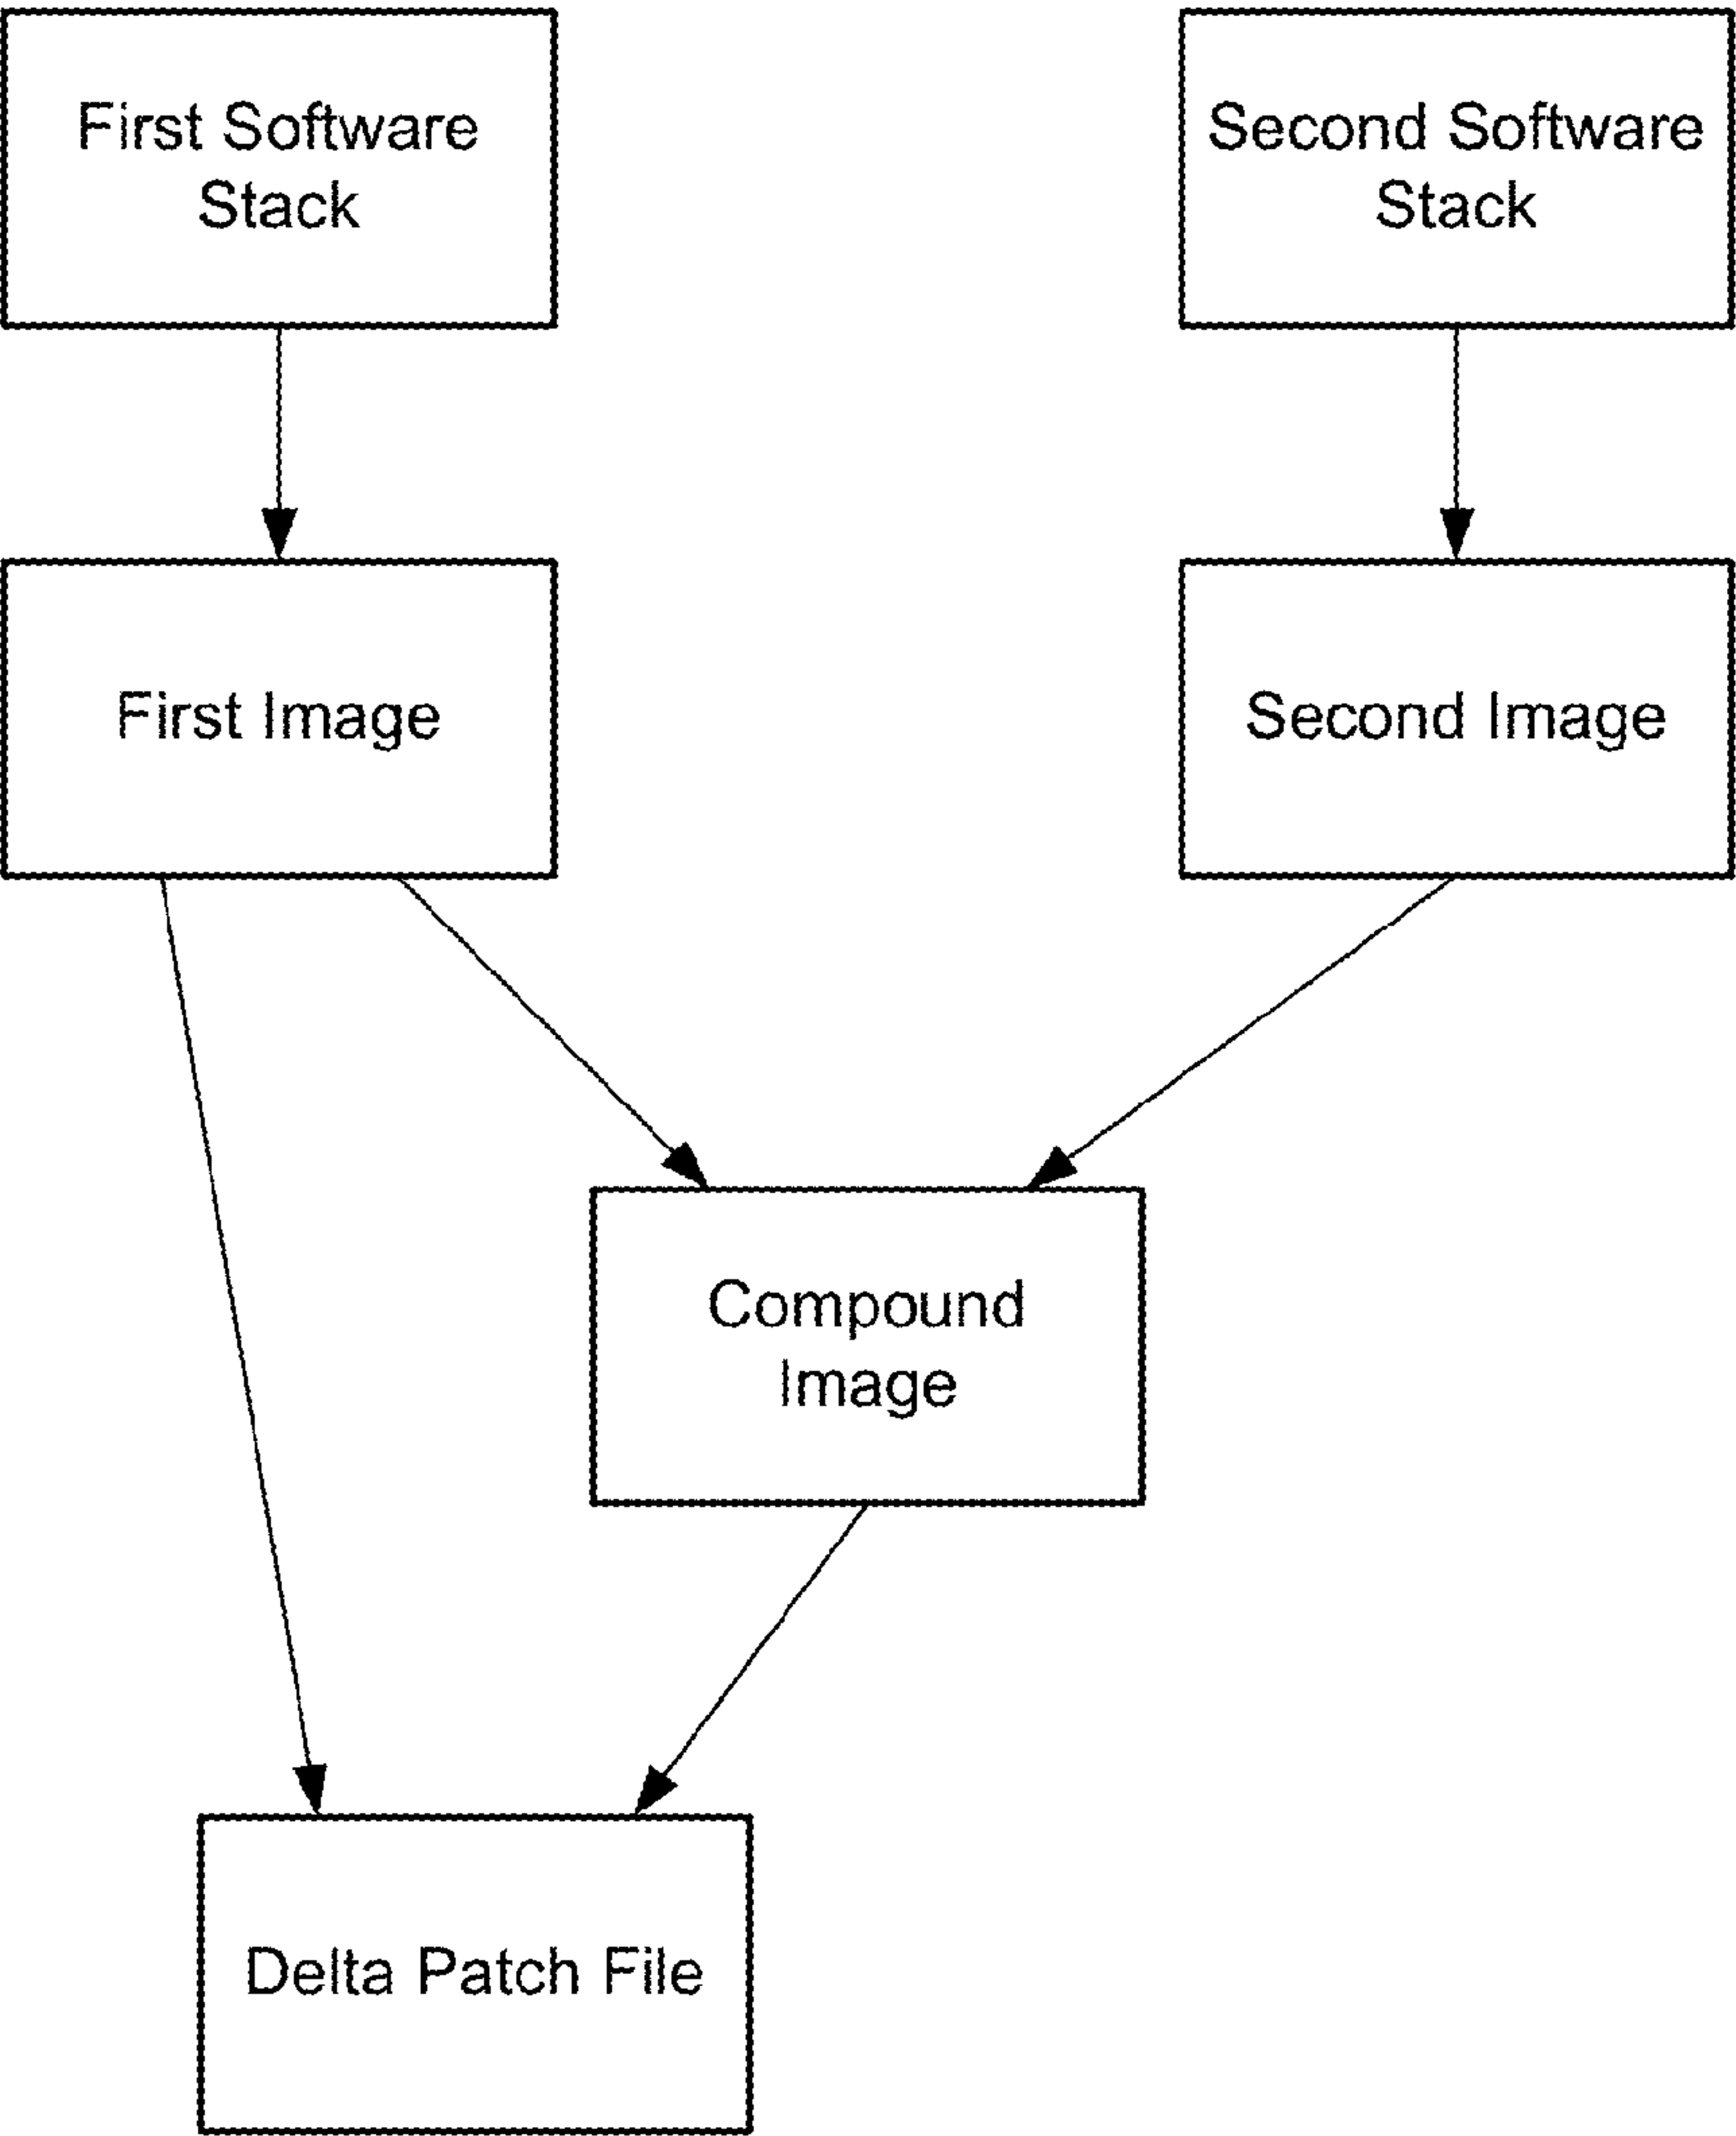 First Software
Stack
Second Software
Stack
First Image
Second Image
Compound
Image
Delta Patch File